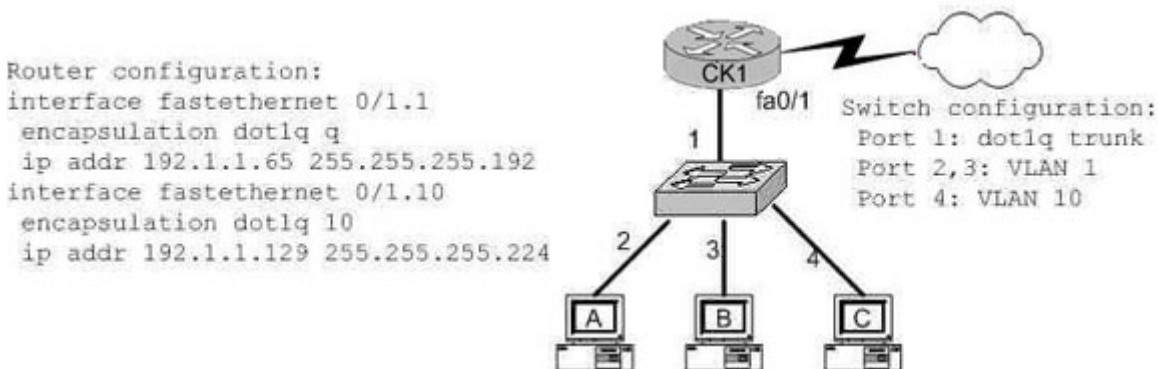 Router configuration:
interface fastethernet 0/1.1
encapsulation dot1q q
ip addr 192.1.1.65 255.255.255.192
interface fastethernet 0/1.10
encapsulation dot1q 10
ip addr 192.1.1.129 255.255.255.224
CK1
fa0/1
1
Switch configuration:
Port 1: dot1q trunk
Port 2,3: VLAN 1
Port 4: VLAN 10
2
3
4
A
B
C